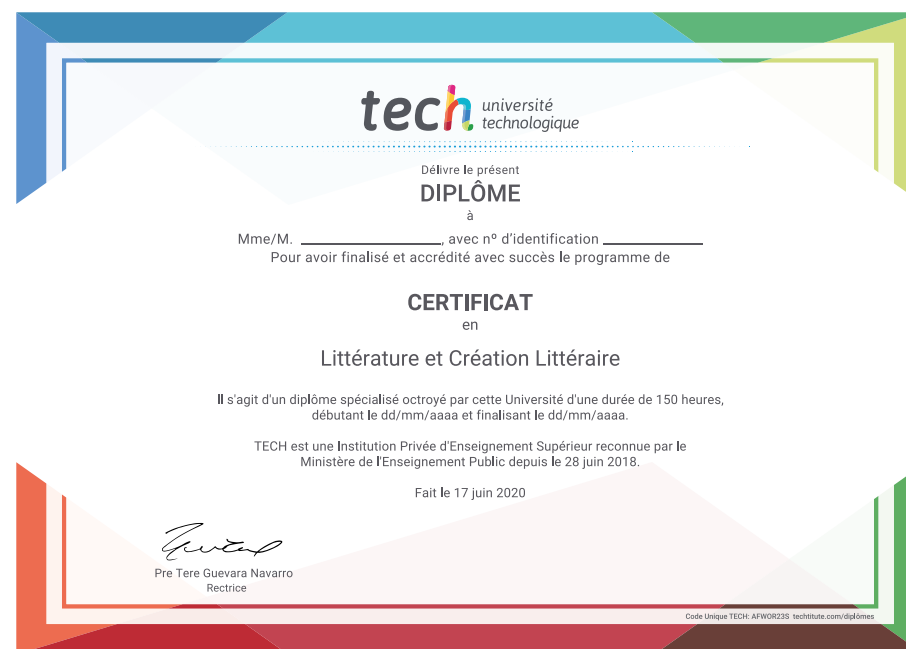 tech université
technologique
Délivre le présent
DIPLÔME
à
Mme/M. ____________________, avec nº d'identification ______________
Pour avoir finalisé et accrédité avec succès le programme de
CERTIFICAT
en
Littérature et Création Littéraire
Il s'agit d'un diplôme spécialisé octroyé par cette Université d'une durée de 150 heures,
débutant le dd/mm/aaaa et finalisant le dd/mm/aaaa.
TECH est une Institution Privée d'Enseignement Supérieur reconnue par le
Ministère de l'Enseignement Public depuis le 28 juin 2018.
Fait le 17 juin 2020
Pre Tere Guevara Navarro
Rectrice
Code Unique TECH: AFWOR23S techtitute.com/diplômes